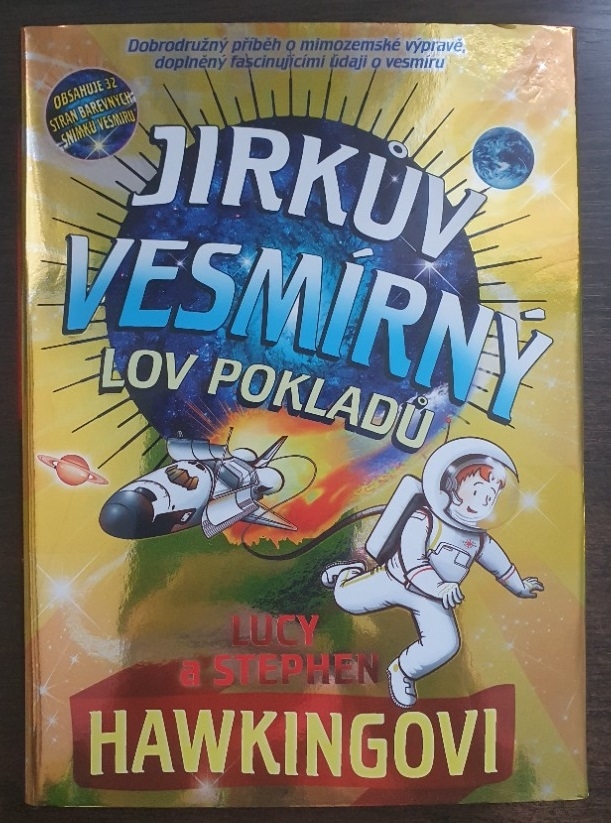 Dobrodružný příběh o mimozemské výpravě,
doplněný fascinujícími údaji o vesmíru
OBSAHUJE 32
STRAN BAREVNÝCH
SNÍMKŮ VESMÍRU
JIRKŮV
VESMÍRNÝ
LOV POKLADŮ
LUCY
a STEPHEN
HAWKINGOVI